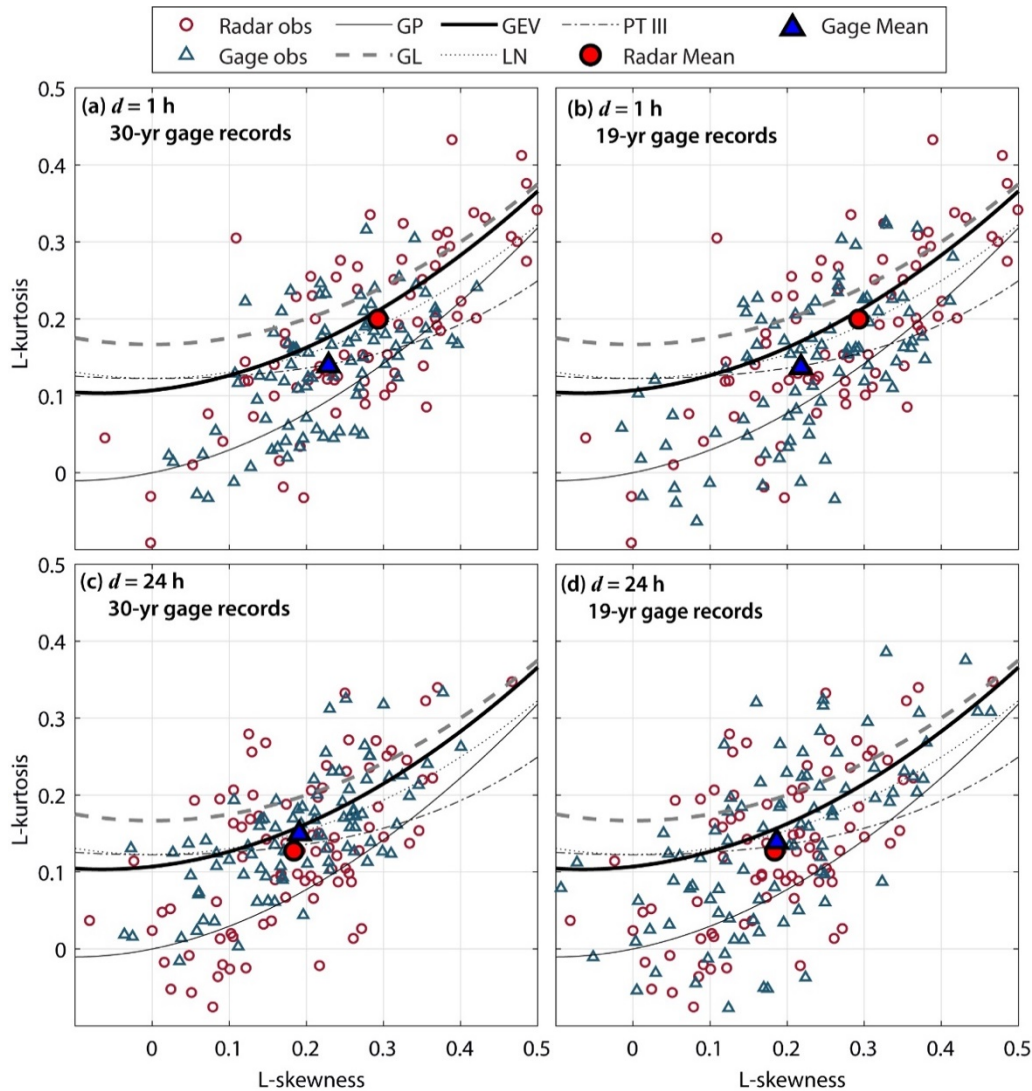 Radar obs GP GEV PT III Gage Mean
Gage obs GL LN Radar Mean
(a) d = 1 h
30-yr gage records
(b) d = 1 h
19-yr gage records
0.5
0.4
0.3
0.2
0.1
0
L-kurtosis
(c) d = 24 h
30-yr gage records
(d) d = 24 h
19-yr gage records
0.5
0.4
0.3
0.2
0.1
0
L-kurtosis
0 0.1 0.2 0.3 0.4 0.5 0 0.1 0.2 0.3 0.4 0.5
L-skewness